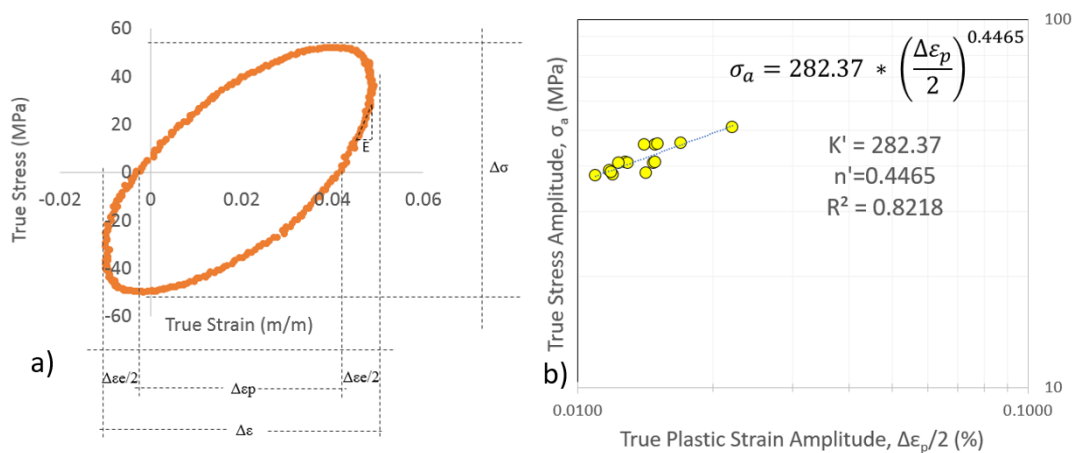 60
40
20
0
-20
-40
-60
-0.02
0
0.02
0.04
0.06
True Stress (MPa)
True Strain (m/m)
E
Δσ
a)
Δεe/2
Δεp
Δεe/2
Δε
100
10
0.0100
0.1000
True Stress Amplitude, σₐ (MPa)
σₐ = 282.37 * (Δεₚ/2)^0.4465
K' = 282.37
n'=0.4465
R² = 0.8218
b)
True Plastic Strain Amplitude, Δεₚ/2 (%)